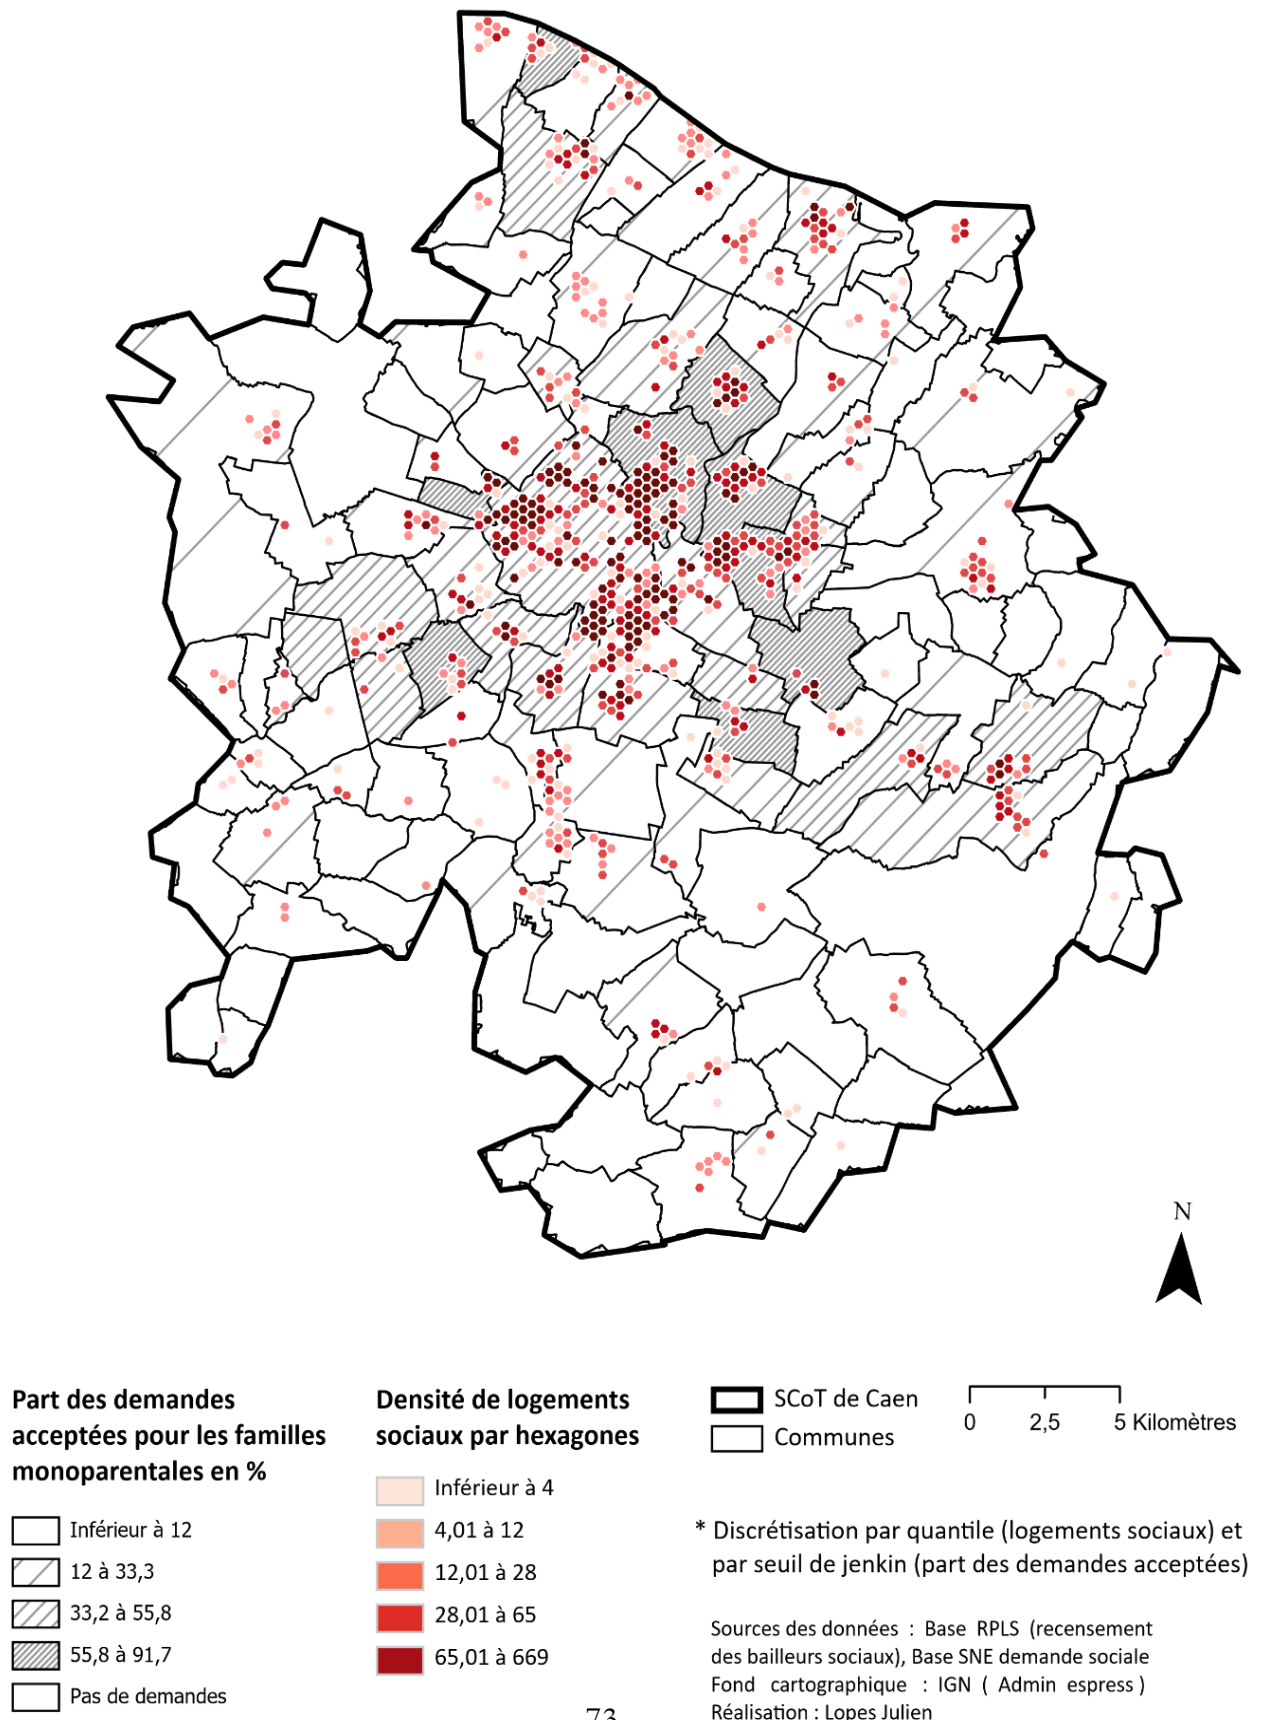 N
Part des demandes
acceptées pour les familles
monoparentales en %
Inférieur à 12
12 à 33,3
33,2 à 55,8
55,8 à 91,7
Pas de demandes
Densité de logements
sociaux par hexagones
Inférieur à 4
4,01 à 12
12,01 à 28
28,01 à 65
65,01 à 669
SCoT de Caen
Communes
0 2,5 5 Kilomètres
* Discrétisation par quantile (logements sociaux) et
par seuil de jenkin (part des demandes acceptées)
Sources des données : Base RPLS (recensement
des bailleurs sociaux), Base SNE demande sociale
Fond cartographique : IGN ( Admin espress )
Réalisation : Lopes Julien
73